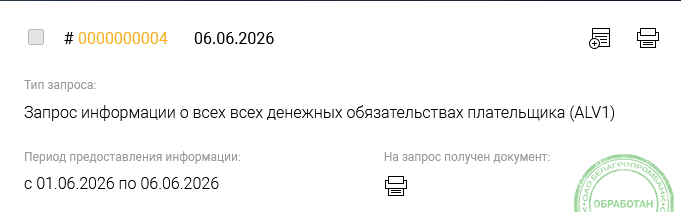 # 0000000004 06.06.2026
Тип запроса:
Запрос информации о всех всех денежных обязательствах плательщика (ALV1)
Период предоставления информации:
На запрос получен документ:
с 01.06.2026 по 06.06.2026
ОАО БЕЛАГРОПРОМБАНК
ОБРАБОТАН